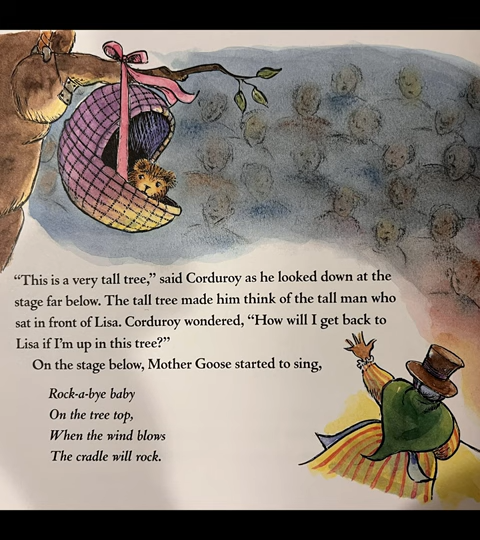 “This is a very tall tree,” said Corduroy as he looked down at the
stage far below. The tall tree made him think of the tall man who
sat in front of Lisa. Corduroy wondered, “How will I get back to
Lisa if I’m up in this tree?”
On the stage below, Mother Goose started to sing,
Rock-a-bye baby
On the tree top,
When the wind blows
The cradle will rock.